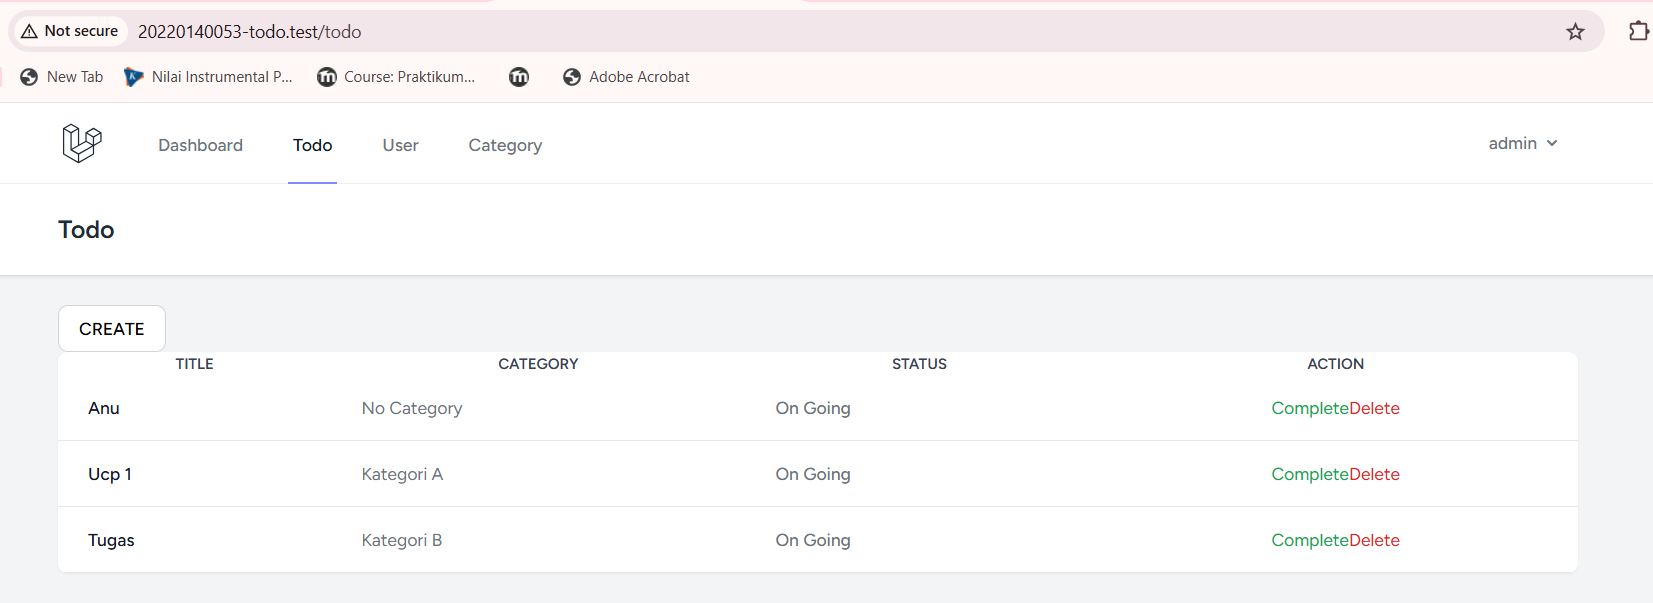 Not secure 20220140053-todo.test/todo
New Tab Nilai Instrumental P... Course: Praktikum... Adobe Acrobat
Dashboard Todo User Category admin
Todo
CREATE
TITLE CATEGORY STATUS ACTION
Anu No Category On Going CompleteDelete
Ucp 1 Kategori A On Going CompleteDelete
Tugas Kategori B On Going CompleteDelete